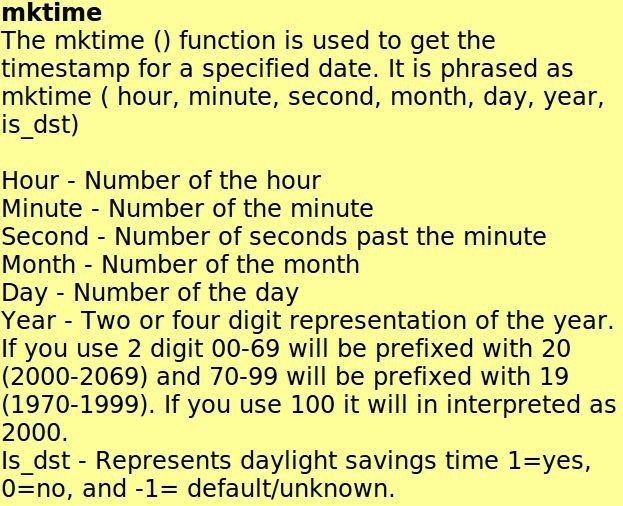 mktime
The mktime () function is used to get the
timestamp for a specified date. It is phrased as
mktime ( hour, minute, second, month, day, year,
is_dst)
Hour - Number of the hour
Minute - Number of the minute
Second - Number of seconds past the minute
Month - Number of the month
Day - Number of the day
Year - Two or four digit representation of the year.
If you use 2 digit 00-69 will be prefixed with 20
(2000-2069) and 70-99 will be prefixed with 19
(1970-1999). If you use 100 it will in interpreted as
2000.
Is_dst - Represents daylight savings time 1=yes,
0=no, and -1= default/unknown.